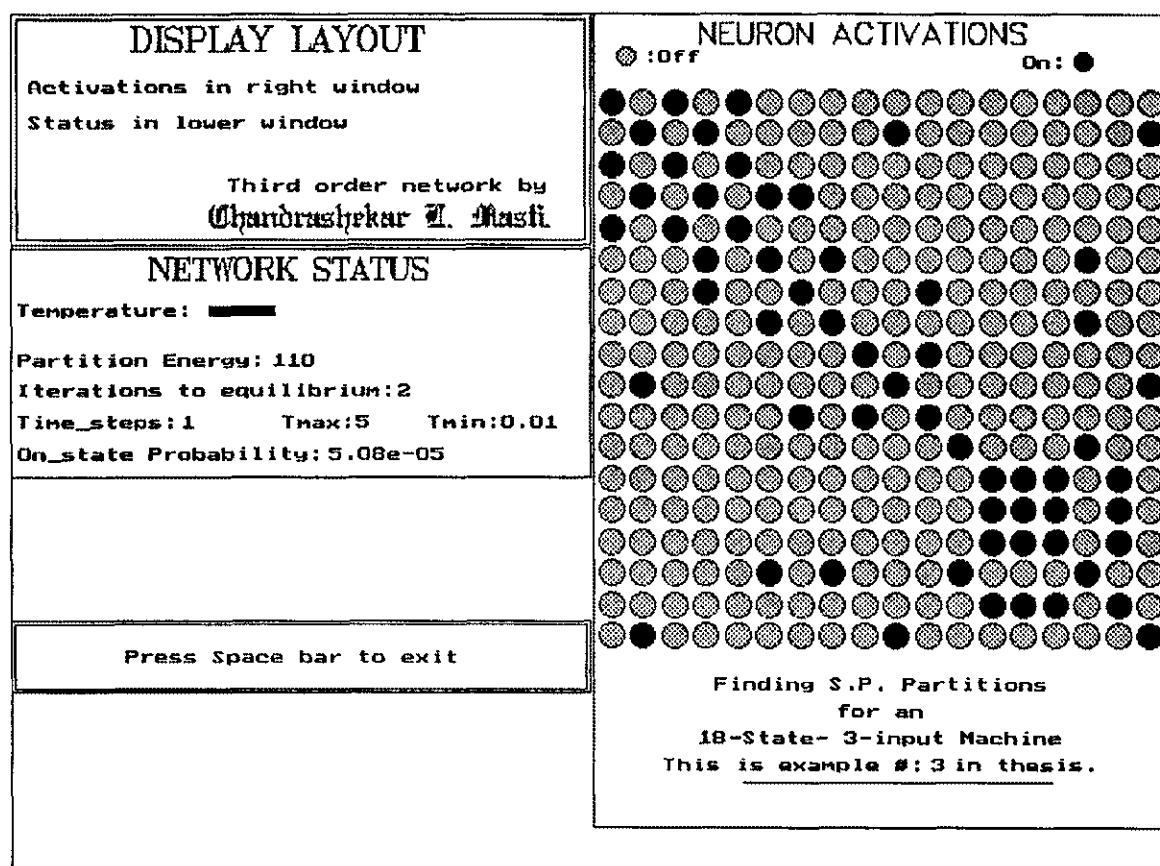 DISPLAY LAYOUT
Activations in right window
Status in lower window
Third order network by
Chandrashekar L. Masti
NETWORK STATUS
Temperature:
Partition Energy: 110
Iterations to equilibrium:2
Time_steps:1 Tmax:5 Tmin:0.01
On_state Probability:5.08e-05
Press Space bar to exit
NEURON ACTIVATIONS
:Off On:
Finding S.P. Partitions
for an
18-State- 3-input Machine
This is example #:3 in thesis.